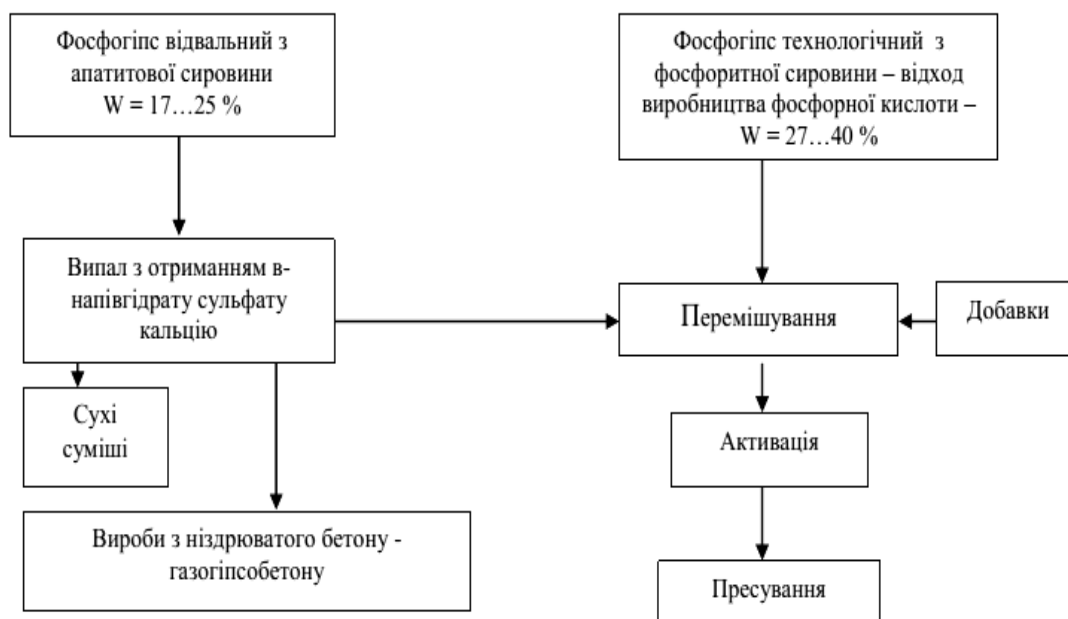 Фосфогіпс відвальний з
апатитової сировини
W = 17…25 %
Фосфогіпс технологічний з
фосфоритної сировини – відход
виробництва фосфорної кислоти –
W = 27…40 %
Випал з отриманням в-
напівгідрату сульфату
кальцію
Перемішування
Добавки
Сухі
суміші
Активація
Вироби з ніздрюватого бетону -
газогіпсобетону
Пресування